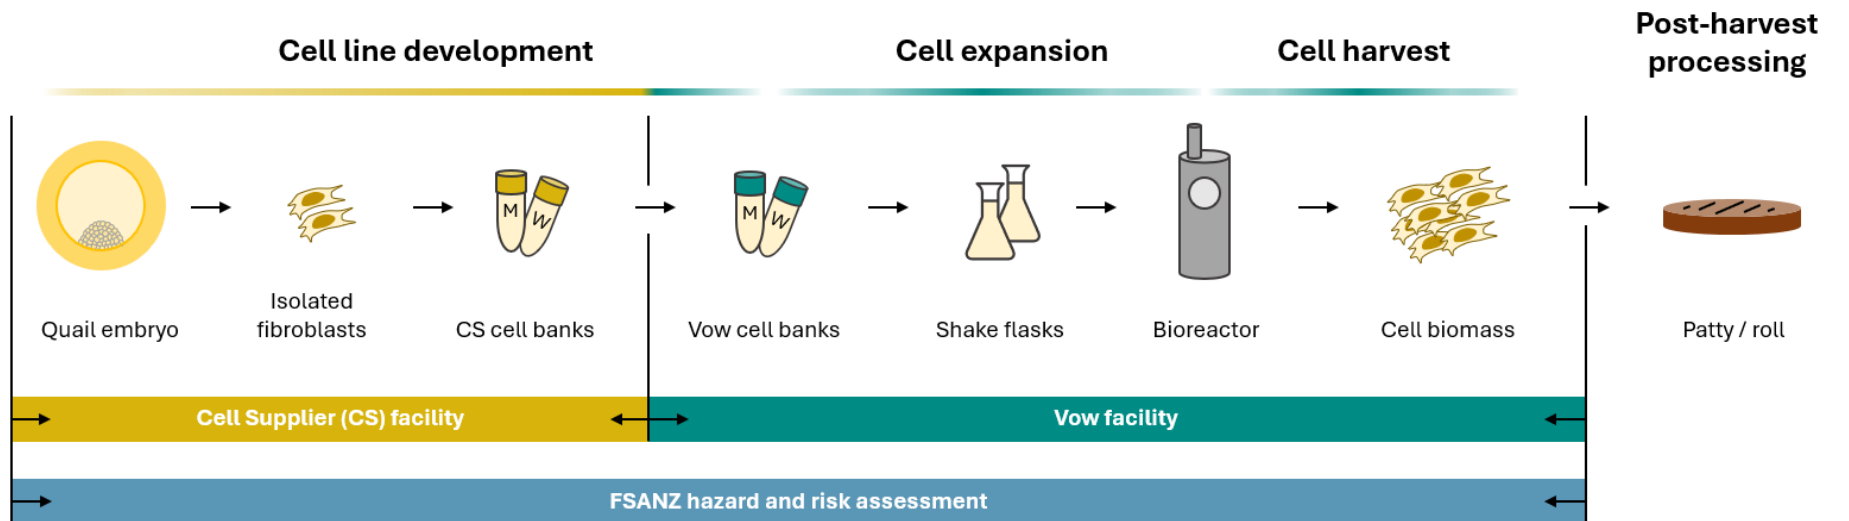 Cell line development
Cell expansion
Cell harvest
Post-harvest
processing
M
W
M
W
Quail embryo
Isolated
fibroblasts
CS cell banks
Vow cell banks
Shake flasks
Bioreactor
Cell biomass
Patty / roll
Cell Supplier (CS) facility
Vow facility
FSANZ hazard and risk assessment